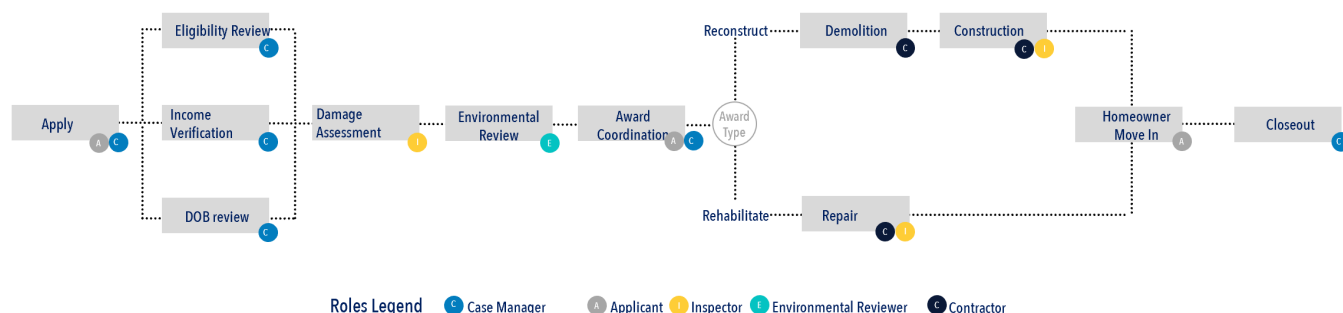 Eligibility Review
C
Apply
A C
Income
Verification
C
DOB review
C
Damage
Assessment
I
Environmental
Review
E
Award
Coordination
A C
Award
Type
Reconstruct
Demolition
C
Construction
C I
Rehabilitate
Repair
C I
Homeowner
Move In
A
Closeout
C
Roles Legend C Case Manager A Applicant I Inspector E Environmental Reviewer C Contractor